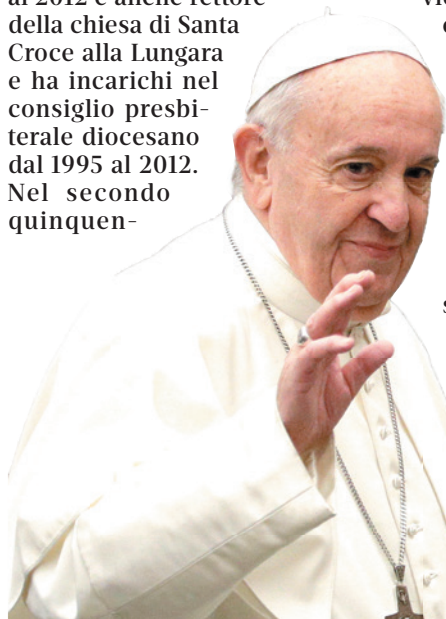 al 2012 è anche rettore
della chiesa di Santa
Croce alla Lungara
e ha incarichi nel
consiglio presbi-
terale diocesano
dal 1995 al 2012.
Nel secondo
quinquen-